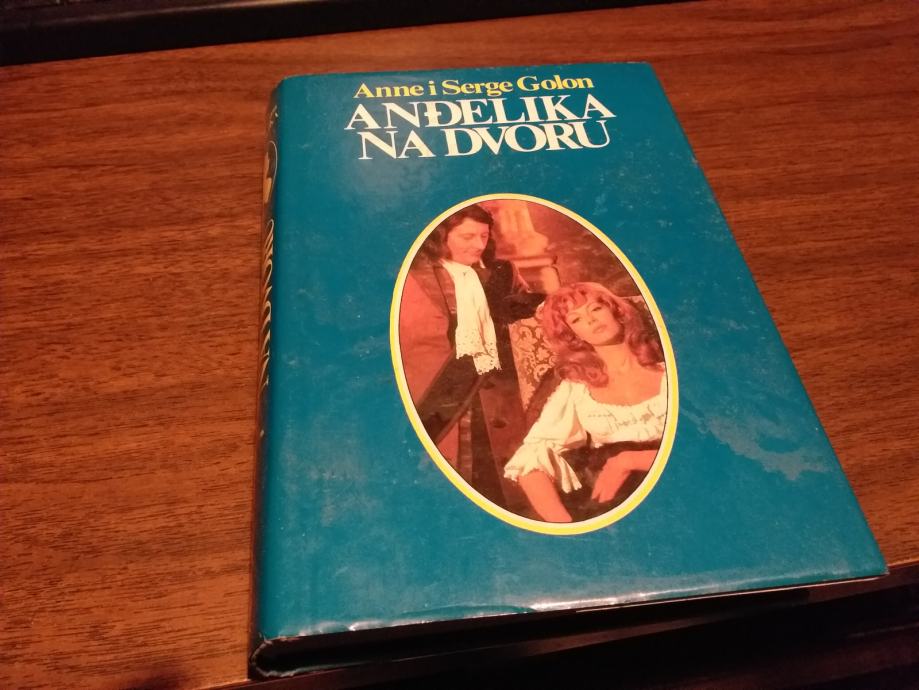 Anne i Serge Golon
ANĐELIKA
NA DVORU